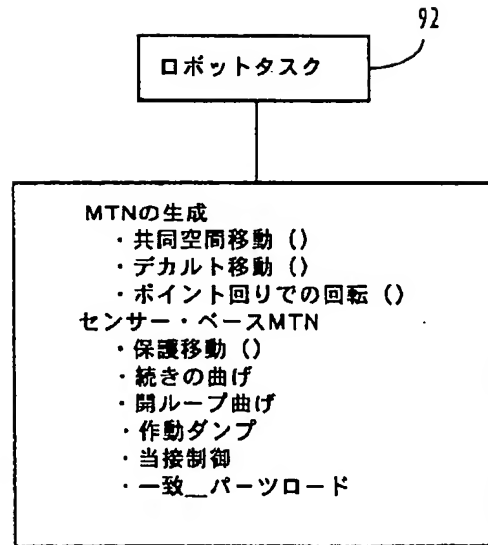 92
ロボットタスク
MTNの生成
・共同空間移動（）
・デカルト移動（）
・ポイント回りでの回転（）
センサー・ベースMTN
・保護移動（）
・続きの曲げ
・開ループ曲げ
・作動ダンプ
・当接制御
・一致__パーツロード